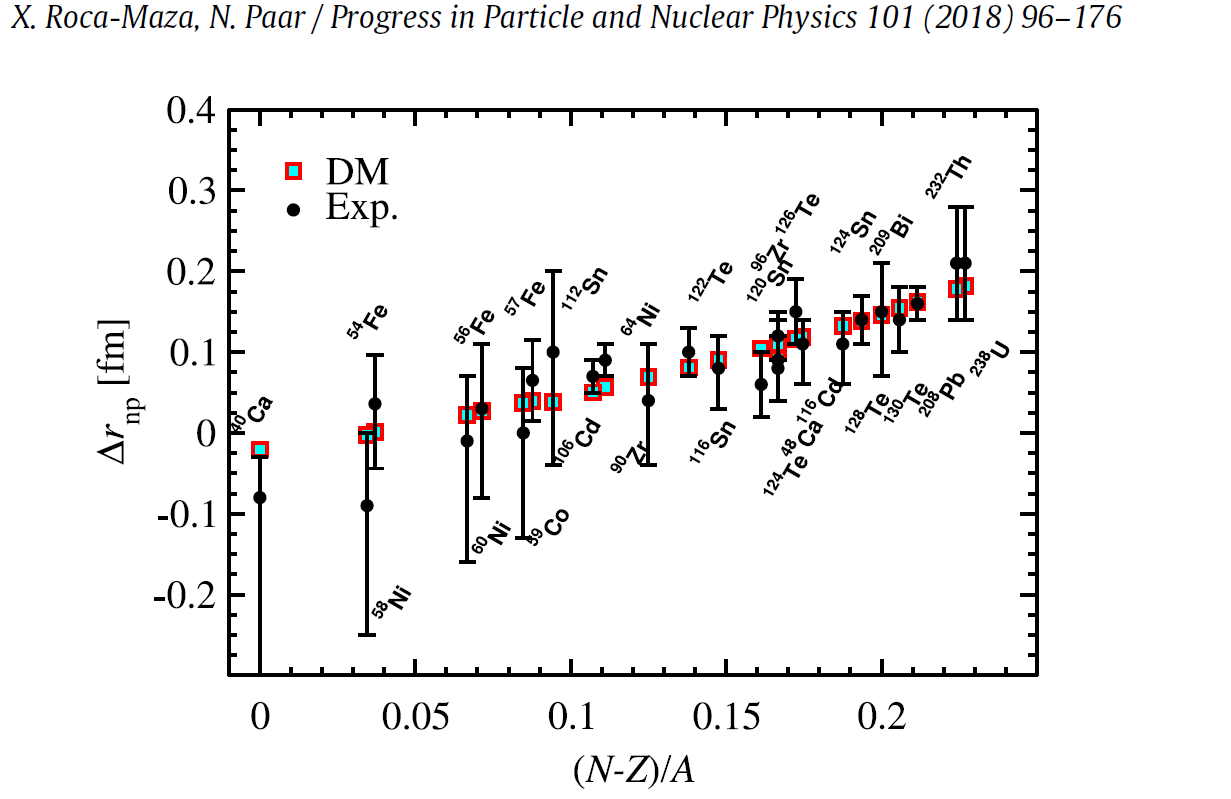 X. Roca-Maza, N. Paar / Progress in Particle and Nuclear Physics 101 (2018) 96–176
0.4
0.3
0.2
0.1
0
-0.1
-0.2
Δr_np [fm]
DM
Exp.
⁴⁰Ca
⁵⁴Fe
⁵⁸Ni
⁵⁶Fe
⁶⁰Ni
⁵⁷Fe
⁵⁹Co
¹¹²Sn
¹⁰⁶Cd
⁶⁴Ni
⁹⁰Zr
¹²²Te
¹¹⁶Sn
¹²⁰Sn
⁹⁶Zr
¹²⁶Te
¹²⁴Te
⁴⁸Ca
¹¹⁶Cd
¹²⁴Sn
¹²⁸Te
²⁰⁹Bi
¹³⁰Te
²⁰⁸Pb
²³²Th
²³⁸U
0 0.05 0.1 0.15 0.2
(N-Z)/A